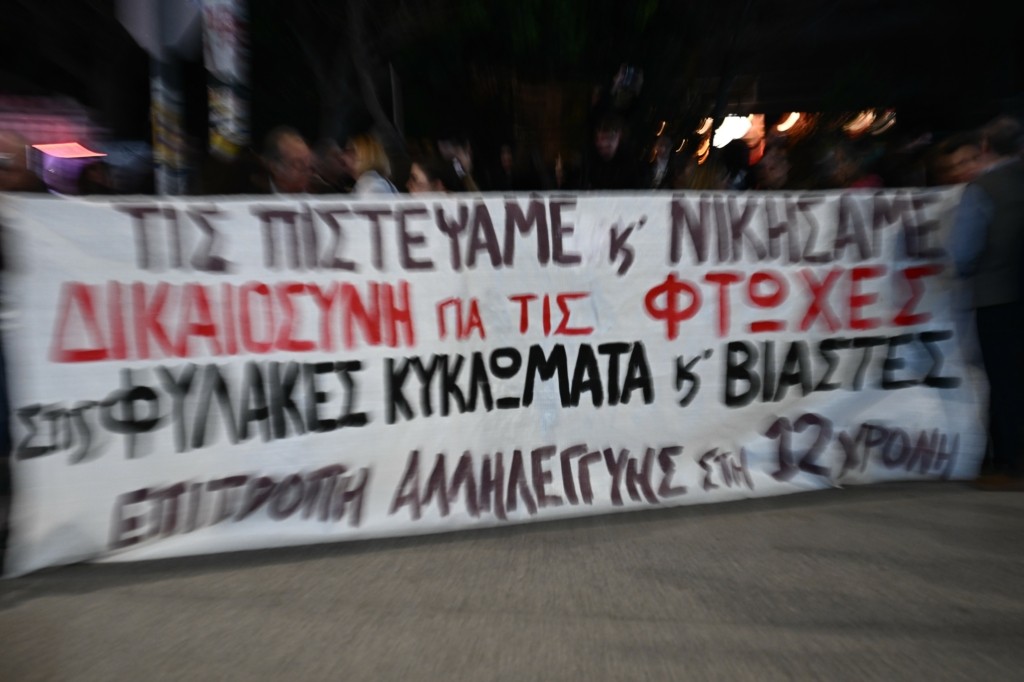 ΤΙΣ ΠΙΣΤΕΨΑΜΕ Κ' ΝΙΚΗΣΑΜΕ
ΔΙΚΑΙΟΣΥΝΗ ΓΙΑ ΤΙΣ ΦΤΩΧΕΣ
ΣΤΙΣ ΦΥΛΑΚΕΣ ΚΥΚΛΩΜΑΤΑ Κ' ΒΙΑΣΤΕΣ
ΕΠΙΤΡΟΠΗ ΑΛΛΗΛΕΓΓΥΗΣ ΣΤΗ 12ΧΡΟΝΗ